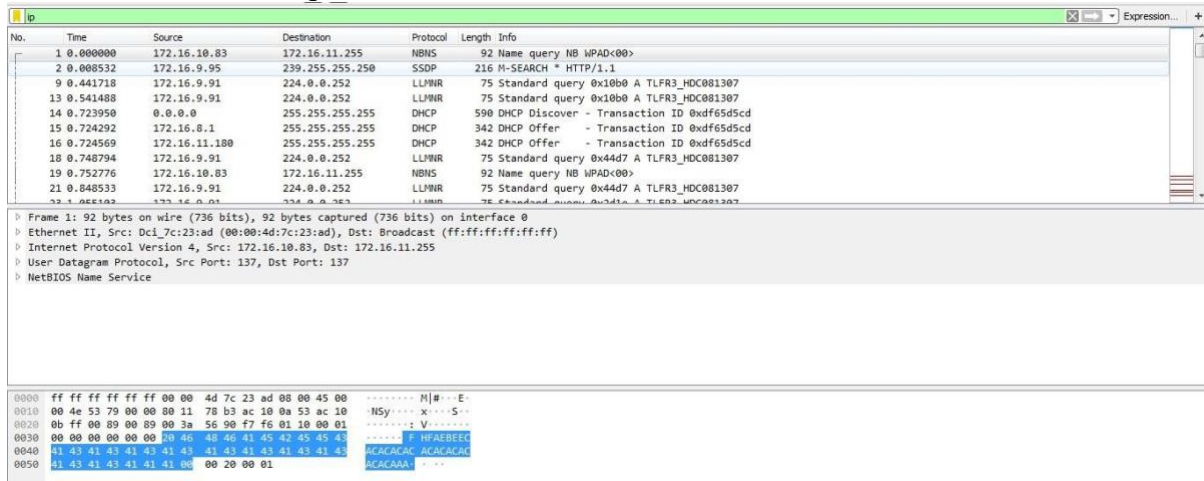 ip Expression... +
No. Time Source Destination Protocol Length Info
1 0.000000 172.16.10.83 172.16.11.255 NBNS 92 Name query NB WPAD<00>
2 0.008532 172.16.9.95 239.255.255.250 SSDP 216 M-SEARCH * HTTP/1.1
9 0.441718 172.16.9.91 224.0.0.252 LLMNR 75 Standard query 0x10b0 A TLFR3_HDC081307
13 0.541488 172.16.9.91 224.0.0.252 LLMNR 75 Standard query 0x10b0 A TLFR3_HDC081307
14 0.723950 0.0.0.0 255.255.255.255 DHCP 590 DHCP Discover - Transaction ID 0xdf65d5cd
15 0.724292 172.16.8.1 255.255.255.255 DHCP 342 DHCP Offer - Transaction ID 0xdf65d5cd
16 0.724569 172.16.11.180 255.255.255.255 DHCP 342 DHCP Offer - Transaction ID 0xdf65d5cd
18 0.748794 172.16.9.91 224.0.0.252 LLMNR 75 Standard query 0x44d7 A TLFR3_HDC081307
19 0.752776 172.16.10.83 172.16.11.255 NBNS 92 Name query NB WPAD<00>
21 0.848533 172.16.9.91 224.0.0.252 LLMNR 75 Standard query 0x44d7 A TLFR3_HDC081307
Frame 1: 92 bytes on wire (736 bits), 92 bytes captured (736 bits) on interface 0
Ethernet II, Src: Dci_7c:23:ad (00:00:4d:7c:23:ad), Dst: Broadcast (ff:ff:ff:ff:ff:ff)
Internet Protocol Version 4, Src: 172.16.10.83, Dst: 172.16.11.255
User Datagram Protocol, Src Port: 137, Dst Port: 137
NetBIOS Name Service
0000 ff ff ff ff ff ff 00 00 4d 7c 23 ad 08 00 45 00 ········ M|#···E·
0010 00 4e 53 79 00 00 80 11 78 b3 ac 10 0a 53 ac 10 ·NSy···· x····S··
0020 0b ff 00 89 00 89 00 3a 56 90 f7 f6 01 10 00 01 ·······: V·······
0030 00 00 00 00 00 00 20 46 48 46 41 45 42 45 45 43 ······ F HFAEBEEC
0040 41 43 41 43 41 43 41 43 41 43 41 43 41 43 41 43 ACACACAC ACACACAC
0050 41 43 41 43 41 41 41 00 00 20 00 01 ACACAAA· · ··